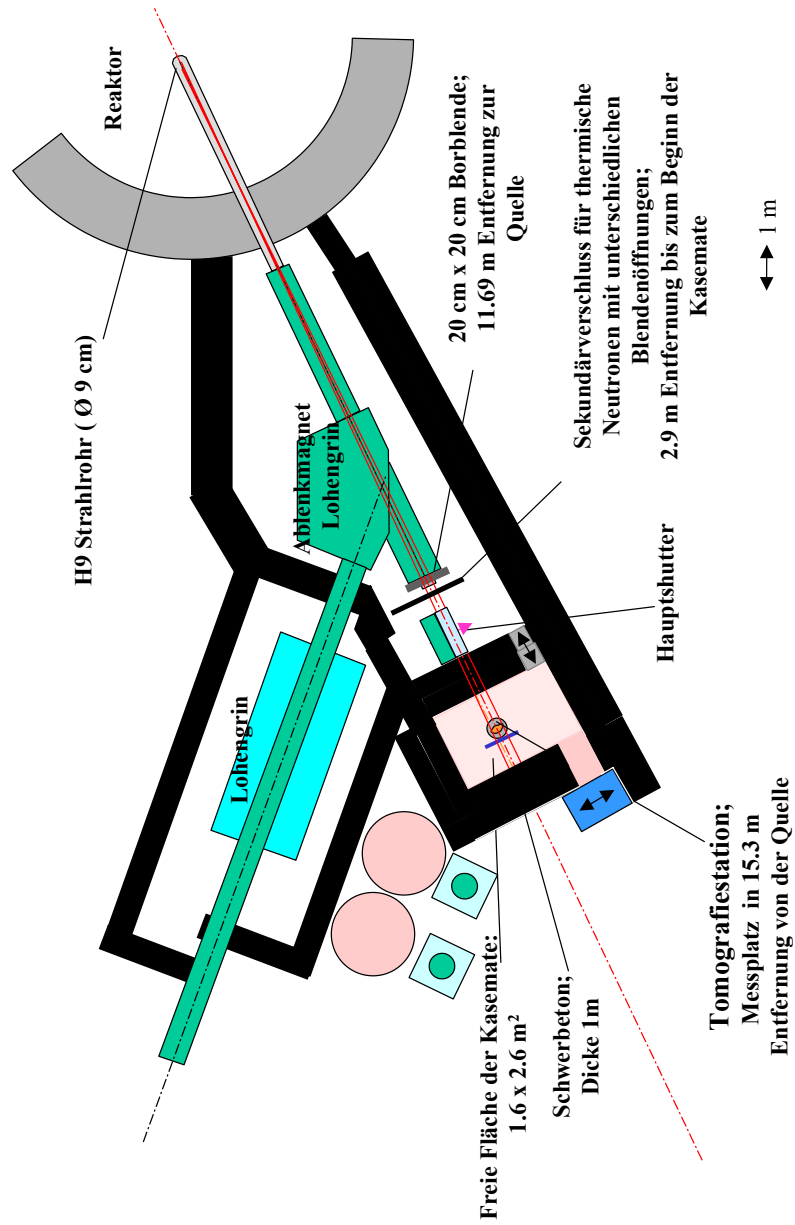 Reaktor
H9 Strahlrohr ( Ø 9 cm)
20 cm x 20 cm Borblende;
11.69 m Entfernung zur
Quelle
Ablenkmagnet
Lohengrin
Sekundärverschluss für thermische
Neutronen mit unterschiedlichen
Blendenöffnungen;
2.9 m Entfernung bis zum Beginn der
Kasemate
1 m
Hauptshutter
Lohengrin
Tomografiestation;
Messplatz in 15.3 m
Entfernung von der Quelle
Freie Fläche der Kasemate:
1.6 x 2.6 m²
Schwerbeton;
Dicke 1m